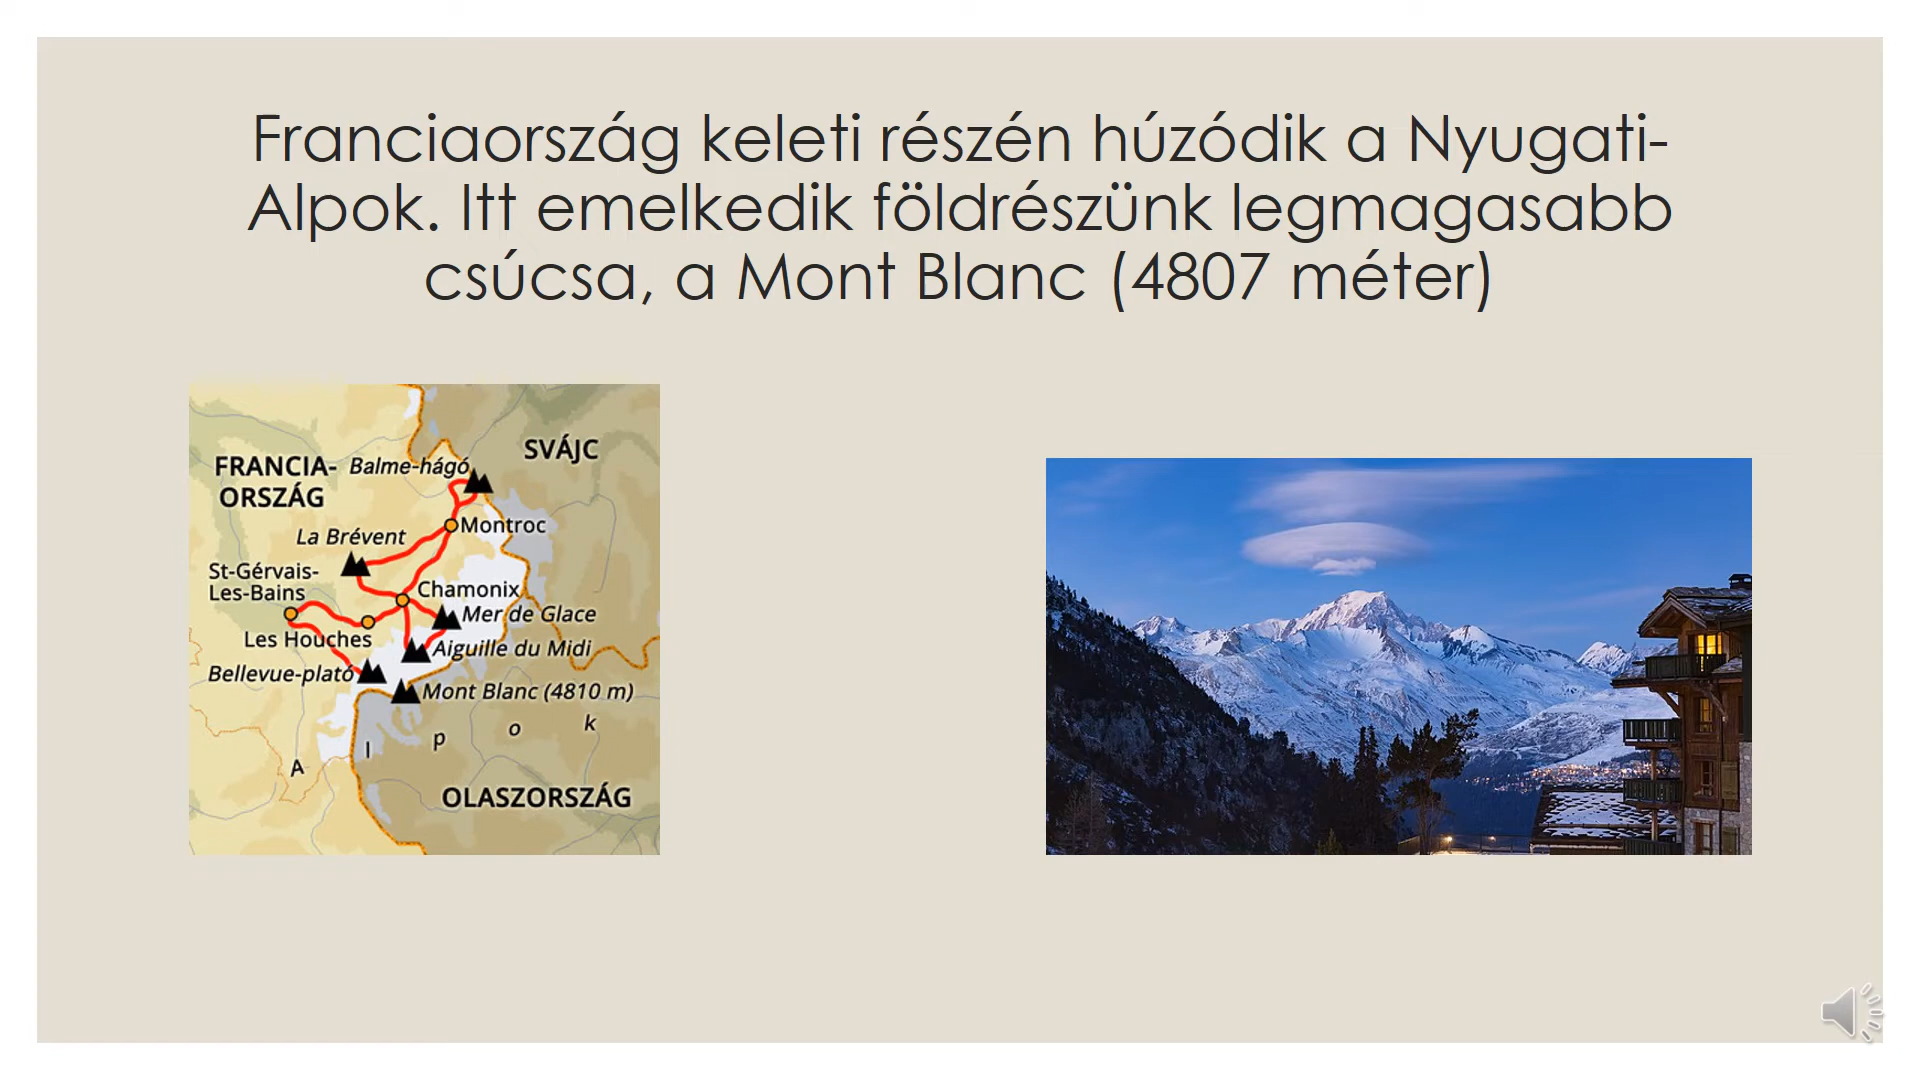 Franciaország keleti részén húzódik a Nyugati-
Alpok. Itt emelkedik földrészünk legmagasabb
csúcsa, a Mont Blanc (4807 méter)
SVÁJC
FRANCIA-
ORSZÁG
Balme-hágó
Montroc
La Brévent
St-Gérvais-
Les-Bains
Chamonix
Mer de Glace
Les Houches
Aiguille du Midi
Bellevue-plató
Mont Blanc (4810 m)
A l p o k
OLASZORSZÁG